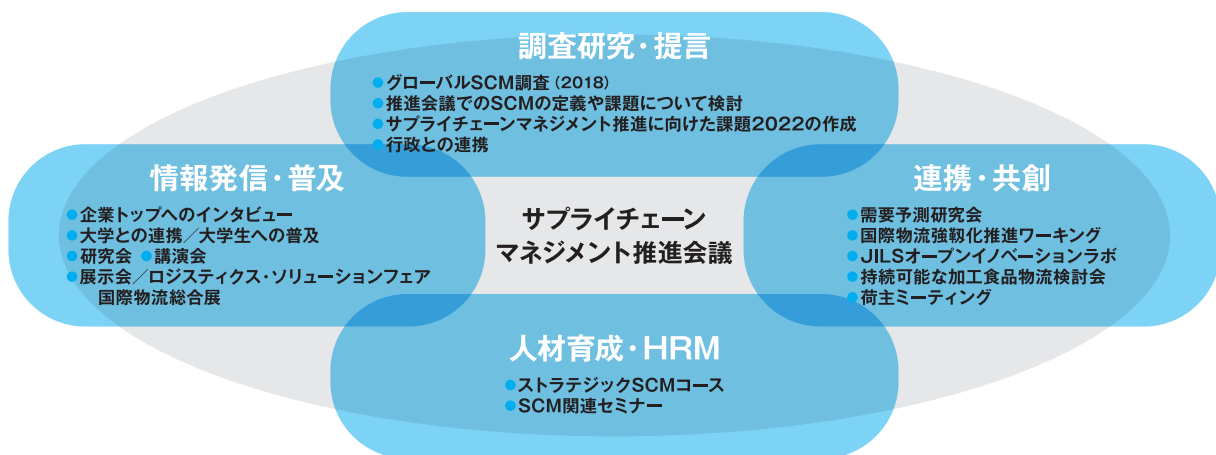 調査研究・提言
●グローバルSCM調査(2018)
●推進会議でのSCMの定義や課題について検討
●サプライチェーンマネジメント推進に向けた課題2022の作成
●行政との連携
情報発信・普及
●企業トップへのインタビュー
●大学との連携／大学生への普及
●研究会 ●講演会
●展示会／ロジスティクス・ソリューションフェア
国際物流総合展
サプライチェーン
マネジメント推進会議
連携・共創
●需要予測研究会
●国際物流強靱化推進ワーキング
●JILSオープンイノベーションラボ
●持続可能な加工食品物流検討会
●荷主ミーティング
人材育成・HRM
●ストラテジックSCMコース
●SCM関連セミナー